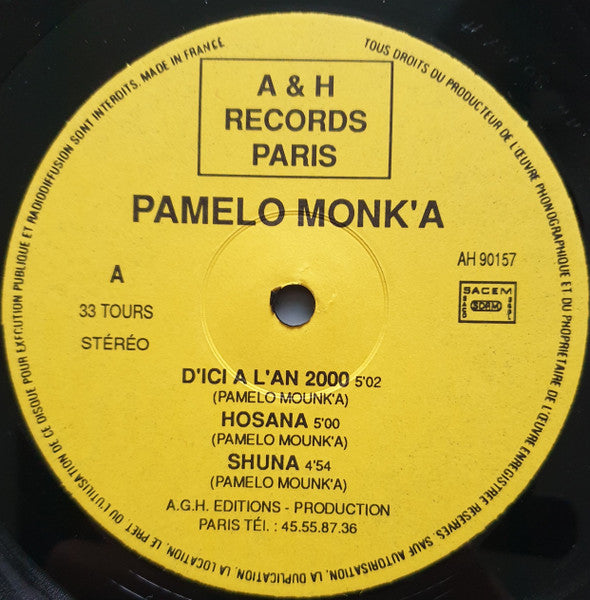 TOUS DROITS DU PRODUCTEUR DE L'ŒUVRE PHONOGRAPHIQUE ET DU PROPRIETAIRE DE L'ŒUVRE ENREGISTREE RESERVES. SAUF AUTORISATION, LA DUPLICATION, LA LOCATION, LE PRET OU L'UTILISATION DE CE DISQUE POUR EXECUTION PUBLIQUE ET RADIODIFFUSION SONT INTERDITS. MADE IN FRANCE
A & H
RECORDS
PARIS
PAMELO MONK'A
A
33 TOURS
STÉRÉO
AH 90157
SACEM
SACD
SDRM
SGDL
D'ICI A L'AN 2000 5'02
(PAMELO MOUNK'A)
HOSANA 5'00
(PAMELO MOUNK'A)
SHUNA 4'54
(PAMELO MOUNK'A)
A.G.H. EDITIONS - PRODUCTION
PARIS TÉl. : 45.55.87.36